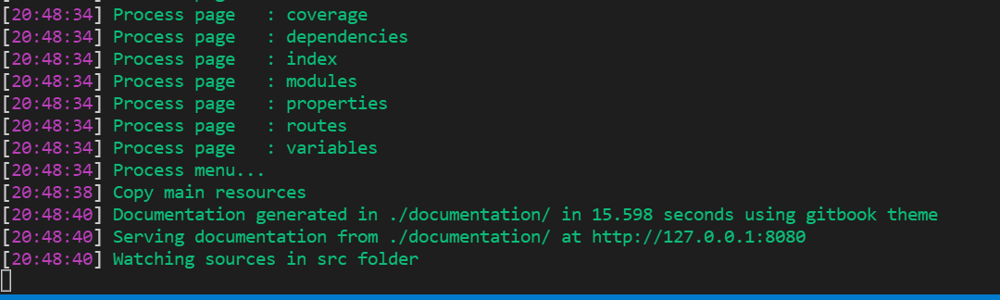 [20:48:34] Process page   : coverage
[20:48:34] Process page   : dependencies
[20:48:34] Process page   : index
[20:48:34] Process page   : modules
[20:48:34] Process page   : properties
[20:48:34] Process page   : routes
[20:48:34] Process page   : variables
[20:48:34] Process menu...
[20:48:38] Copy main resources
[20:48:40] Documentation generated in ./documentation/ in 15.598 seconds using gitbook theme
[20:48:40] Serving documentation from ./documentation/ at http://127.0.0.1:8080
[20:48:40] Watching sources in src folder